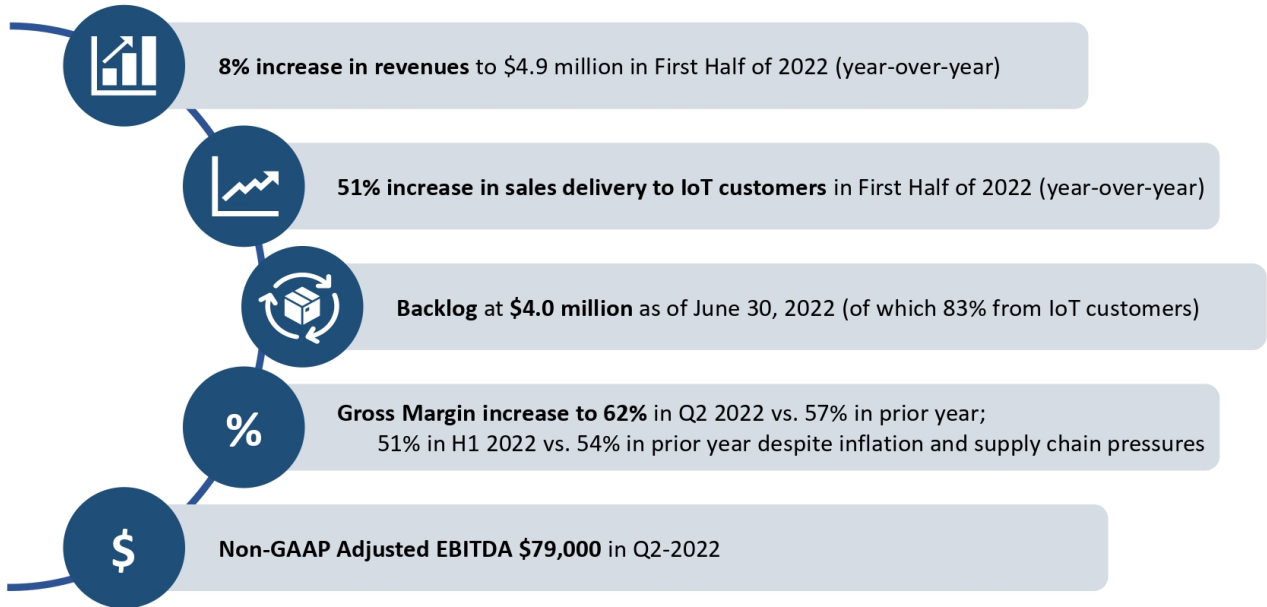 8% increase in revenues to $4.9 million in First Half of 2022 (year-over-year)
51% increase in sales delivery to IoT customers in First Half of 2022 (year-over-year)
Backlog at $4.0 million as of June 30, 2022 (of which 83% from IoT customers)
%
Gross Margin increase to 62% in Q2 2022 vs. 57% in prior year;
51% in H1 2022 vs. 54% in prior year despite inflation and supply chain pressures
$
Non-GAAP Adjusted EBITDA $79,000 in Q2-2022